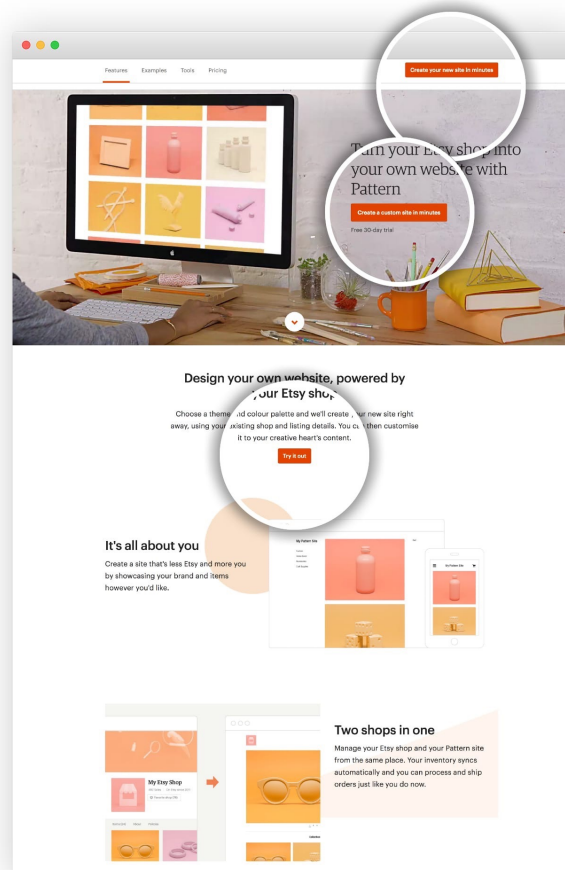 Features Examples Tools Pricing
Create your new site in minutes
Turn your Etsy shop into
your own website with
Pattern
Create a custom site in minutes
Free 30-day trial
Design your own website, powered by
your Etsy shop
Choose a theme and colour palette and we'll create your new site right
away, using your existing shop and listing details. You can then customise
it to your creative heart's content.
Try it out
It's all about you
Create a site that's less Etsy and more you
by showcasing your brand and items
however you'd like.
My Pattern Site
My Pattern Site
Two shops in one
Manage your Etsy shop and your Pattern site
from the same place. Your inventory syncs
automatically and you can process and ship
orders just like you do now.
My Etsy Shop